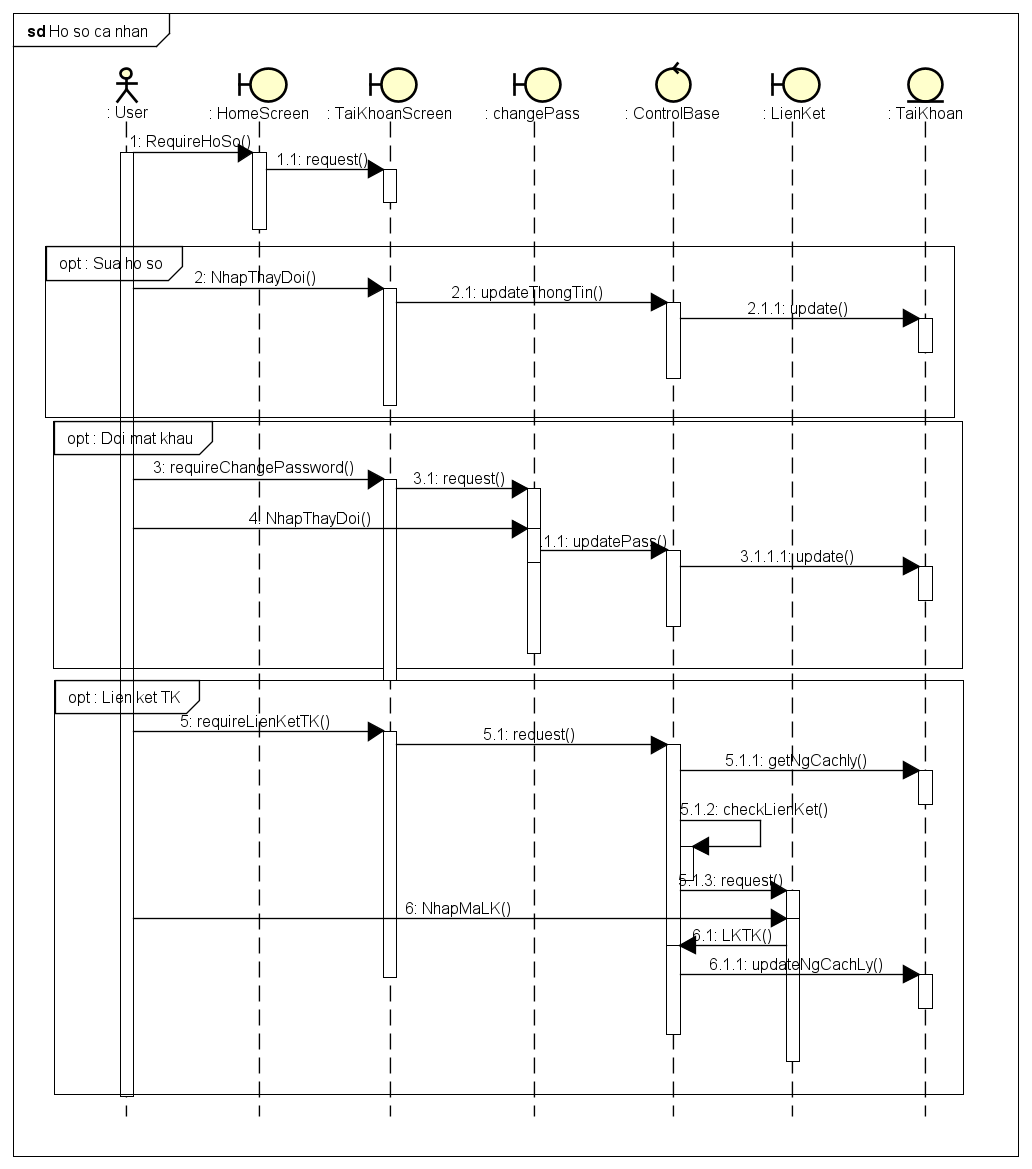 sd Ho so ca nhan
: User
: HomeScreen
: TaiKhoanScreen
: changePass
: ControlBase
: LienKet
: TaiKhoan
1: RequireHoSo()
1.1: request()
opt : Sua ho so
2: NhapThayDoi()
2.1: updateThongTin()
2.1.1: update()
opt : Doi mat khau
3: requireChangePassword()
3.1: request()
4: NhapThayDoi()
.1.1: updatePass()
3.1.1.1: update()
opt : Lien ket TK
5: requireLienKetTK()
5.1: request()
5.1.1: getNgCachly()
5.1.2: checkLienKet()
5.1.3: request()
6: NhapMaLK()
6.1: LKTK()
6.1.1: updateNgCachLy()